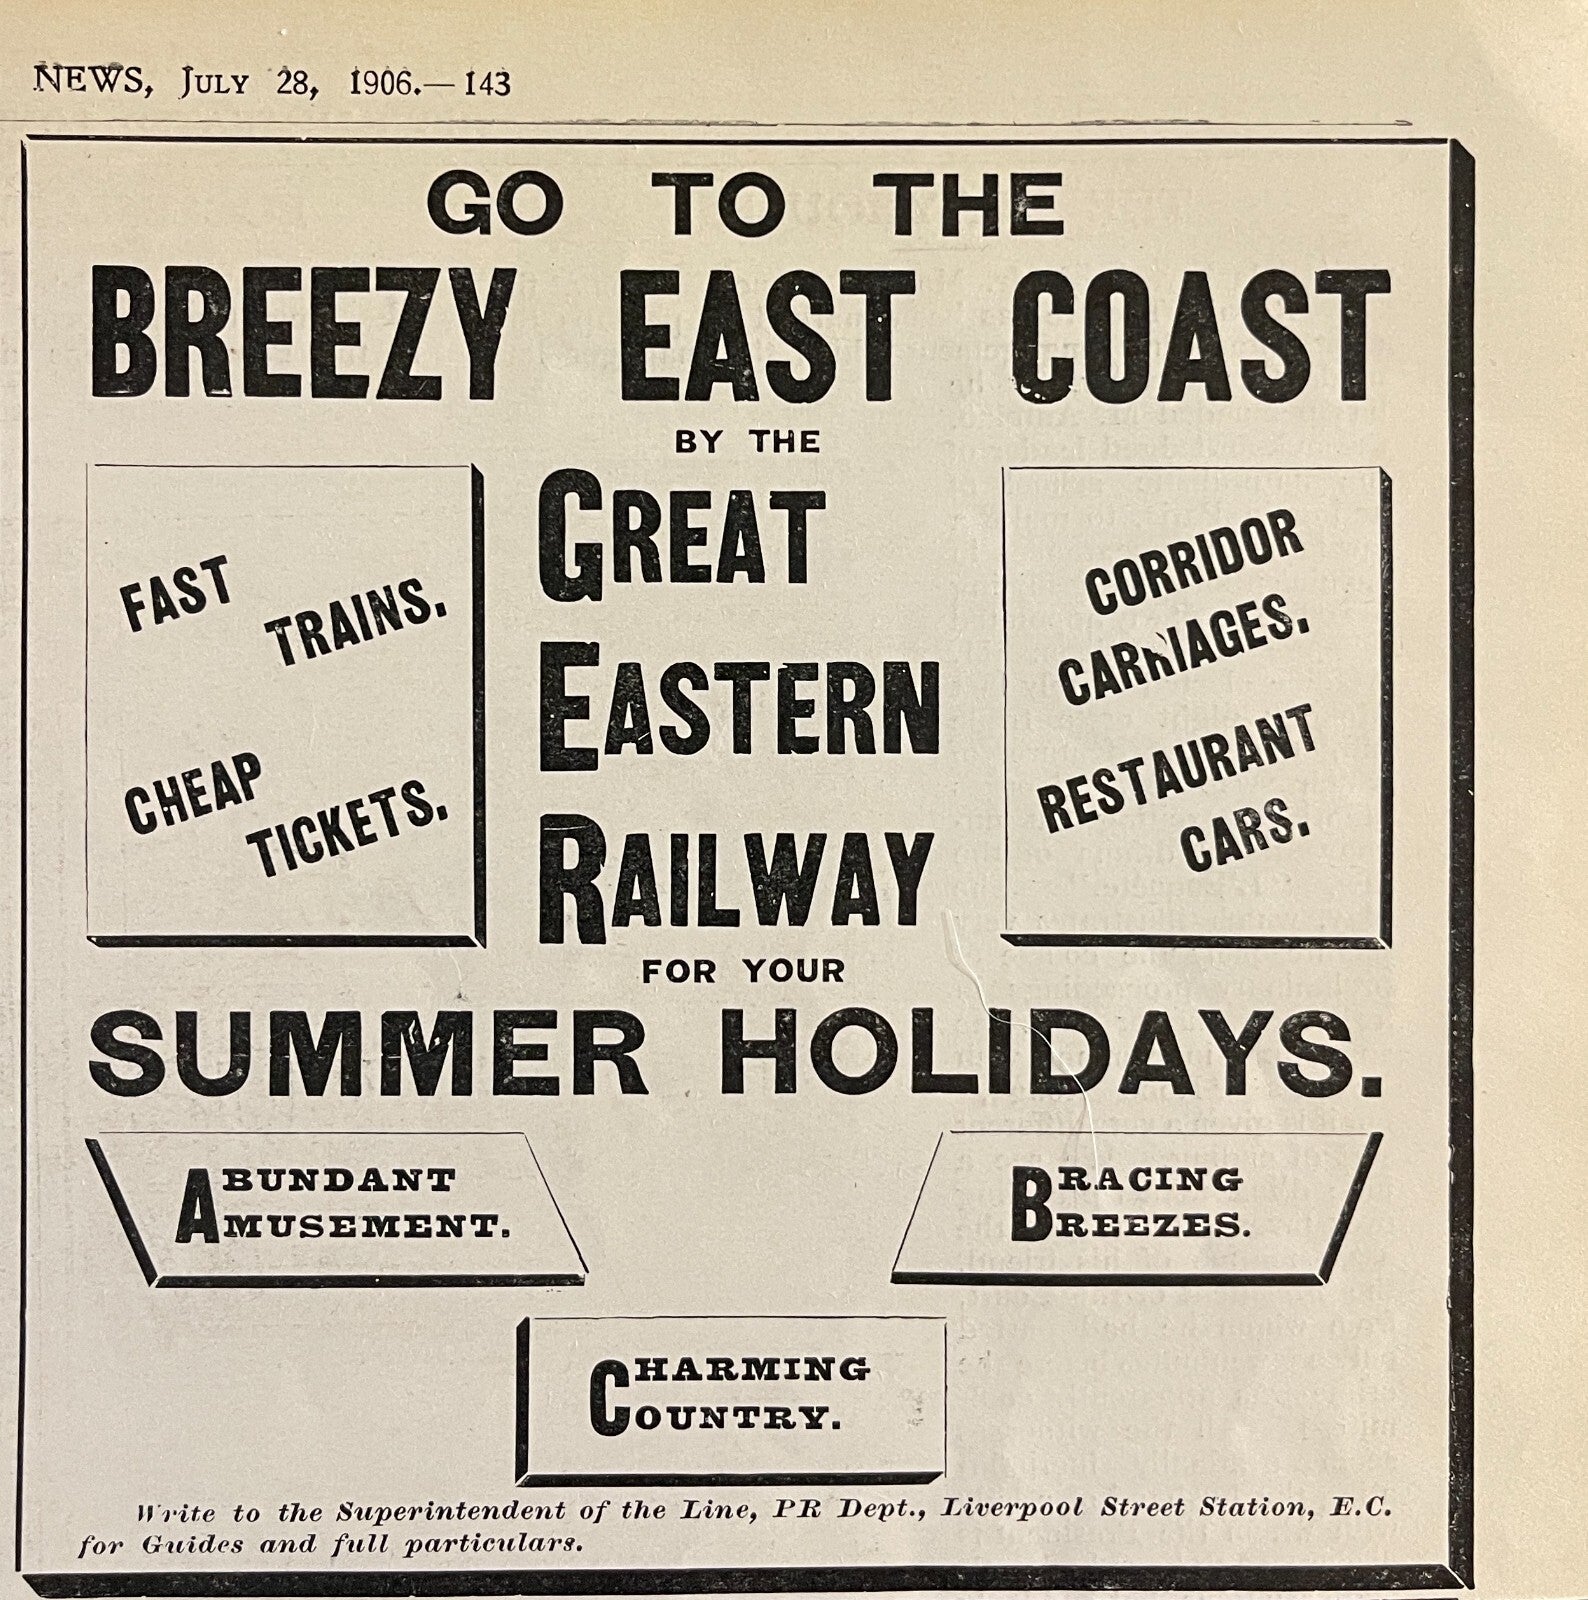 NEWS, JULY 28, 1906.—143
GO TO THE
BREEZY EAST COAST
BY THE
GREAT
EASTERN
RAILWAY
FAST
TRAINS.
CHEAP
TICKETS.
CORRIDOR
CARRIAGES.
RESTAURANT
CARS.
FOR YOUR
SUMMER HOLIDAYS.
ABUNDANT
AMUSEMENT.
BRACING
BREEZES.
CHARMING
COUNTRY.
Write to the Superintendent of the Line, PR Dept., Liverpool Street Station, E.C.
for Guides and full particulars.